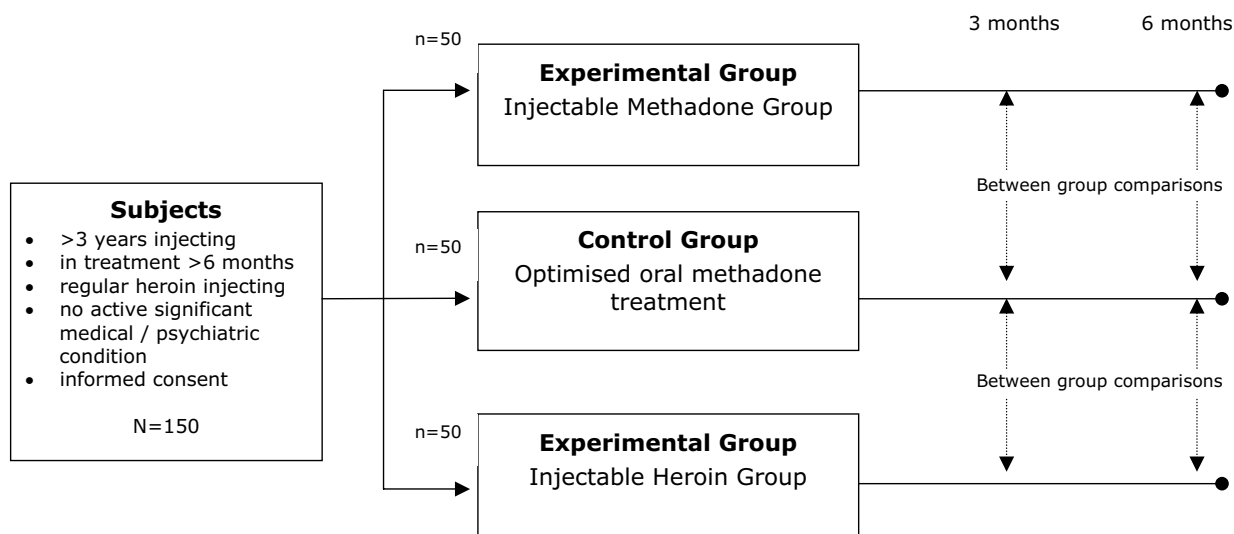 3 months
6 months
n=50
Experimental Group
Injectable Methadone Group
Between group comparisons
Subjects
• >3 years injecting
• in treatment >6 months
• regular heroin injecting
• no active significant
medical / psychiatric
condition
• informed consent
N=150
n=50
Control Group
Optimised oral methadone
treatment
Between group comparisons
n=50
Experimental Group
Injectable Heroin Group